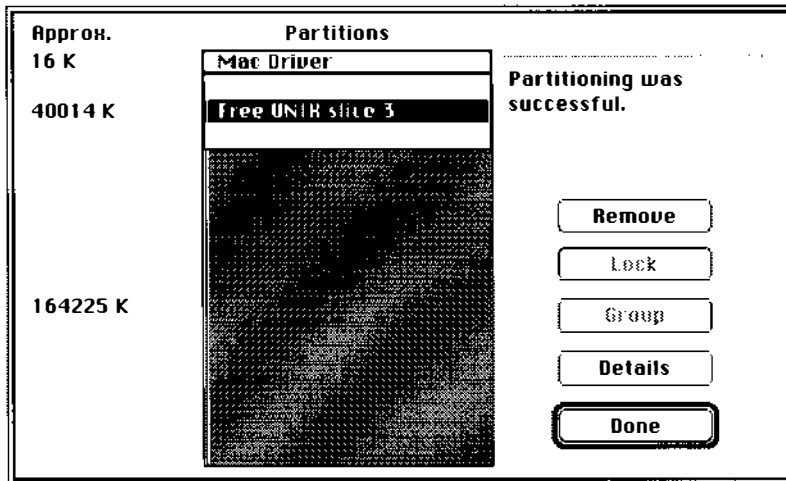 Approx.
Partitions
16 K
Mac Driver
Partitioning was
successful.
40014 K
Free UNIX slice 3
Remove
Lock
164225 K
Group
Details
Done